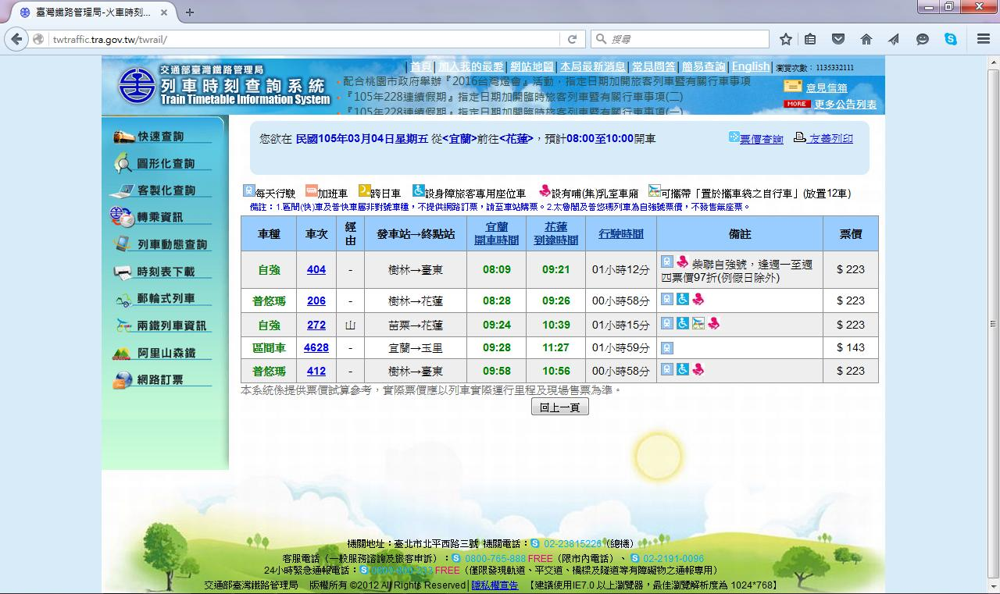 臺灣鐵路管理局-火車時刻...
twtraffic.tra.gov.tw/twrail/
搜尋
交通部臺灣鐵路管理局
列車時刻查詢系統
Train Timetable Information System
| 首頁 | 加入我的最愛 | 網站地圖 | 本局最新消息 | 常見問答 | 簡易查詢 | English | 瀏覽次數：1135332111
配合桃園市政府舉辦『2016台灣燈會』活動，指定日期加開旅客列車暨有關行車事項
『105年228連續假期』指定日期加開臨時旅客列車暨有關行車事項(二)
『105年228連續假期』指定日期加開臨時旅客列車暨有關行車事項(一)
意見信箱
MORE 更多公告列表
快速查詢
圖形化查詢
客製化查詢
轉乘資訊
列車動態查詢
時刻表下載
郵輪式列車
兩鐵列車資訊
阿里山森鐵
網路訂票
您欲在 民國105年03月04日星期五 從<宜蘭>前往<花蓮>，預計08:00至10:00開車
票價查詢 友善列印
每天行駛 加班車 跨日車 設身障旅客專用座位車 設有哺(集)乳室車廂 可攜帶「置於攜車袋之自行車」(放置12車)
備註：1.區間(快)車及普快車屬非對號車種，不提供網路訂票，請至車站購票。2.太魯閣及普悠瑪列車為自強號票價，不發售無座票。
車種 車次 經由 發車站→終點站 宜蘭開車時間 花蓮到達時間 行駛時間 備註 票價
自強 404 - 樹林→臺東 08:09 09:21 01小時12分 柴聯自強號，逢週一至週四票價97折(例假日除外) $ 223
普悠瑪 206 - 樹林→花蓮 08:28 09:26 00小時58分 $ 223
自強 272 山 苗栗→花蓮 09:24 10:39 01小時15分 $ 223
區間車 4628 - 宜蘭→玉里 09:28 11:27 01小時59分 $ 143
普悠瑪 412 - 樹林→臺東 09:58 10:56 00小時58分 $ 223
本系統係提供票價試算參考，實際票價應以列車實際運行里程及現場售票為準。
回上一頁
機關地址：臺北市北平西路三號 機關電話： 02-23815226 (總機)
客服電話（一般服務諮詢及旅客申訴）： 0800-765-888 FREE（限市內電話）、 02-2191-0096
24小時緊急通報電話： 0800-800-333 FREE（僅限發現軌道、平交道、橋樑及隧道等有障礙物之通報專用）
交通部臺灣鐵路管理局 版權所有 ©2012 All Rights Reserved | 隱私權宣告 【建議使用IE7.0 以上瀏覽器，最佳瀏覽解析度為 1024*768】